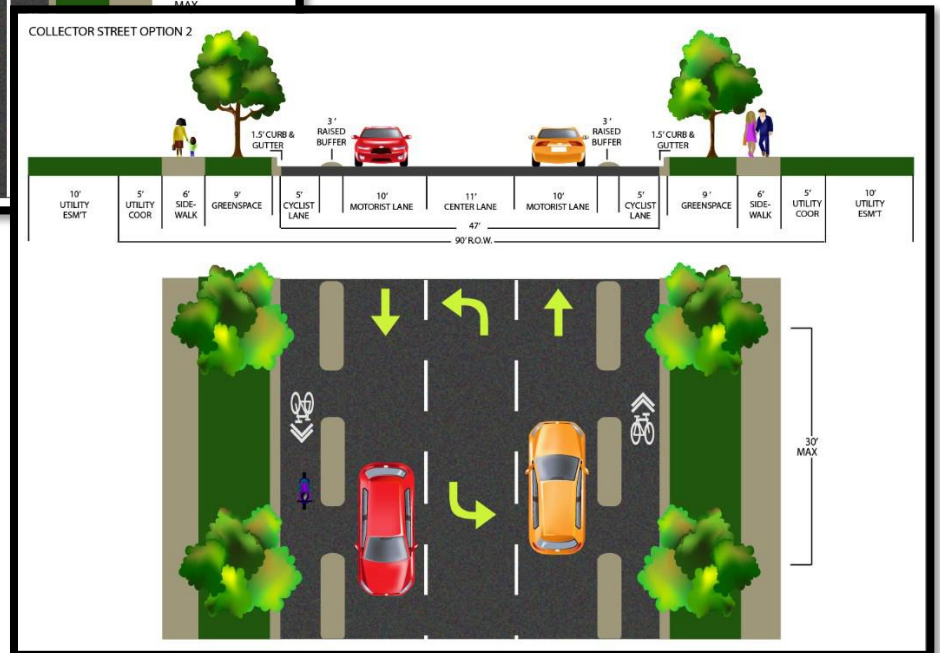 MAX
COLLECTOR STREET OPTION 2
1.5' CURB &
GUTTER
3'
RAISED
BUFFER
3'
RAISED
BUFFER
1.5' CURB &
GUTTER
10'
UTILITY
ESM'T
5'
UTILITY
COOR
6'
SIDE-
WALK
9'
GREENSPACE
5'
CYCLIST
LANE
10'
MOTORIST LANE
11'
CENTER LANE
10'
MOTORIST LANE
5'
CYCLIST
LANE
9'
GREENSPACE
6'
SIDE-
WALK
5'
UTILITY
COOR
10'
UTILITY
ESM'T
47'
90' R.O.W.
30'
MAX